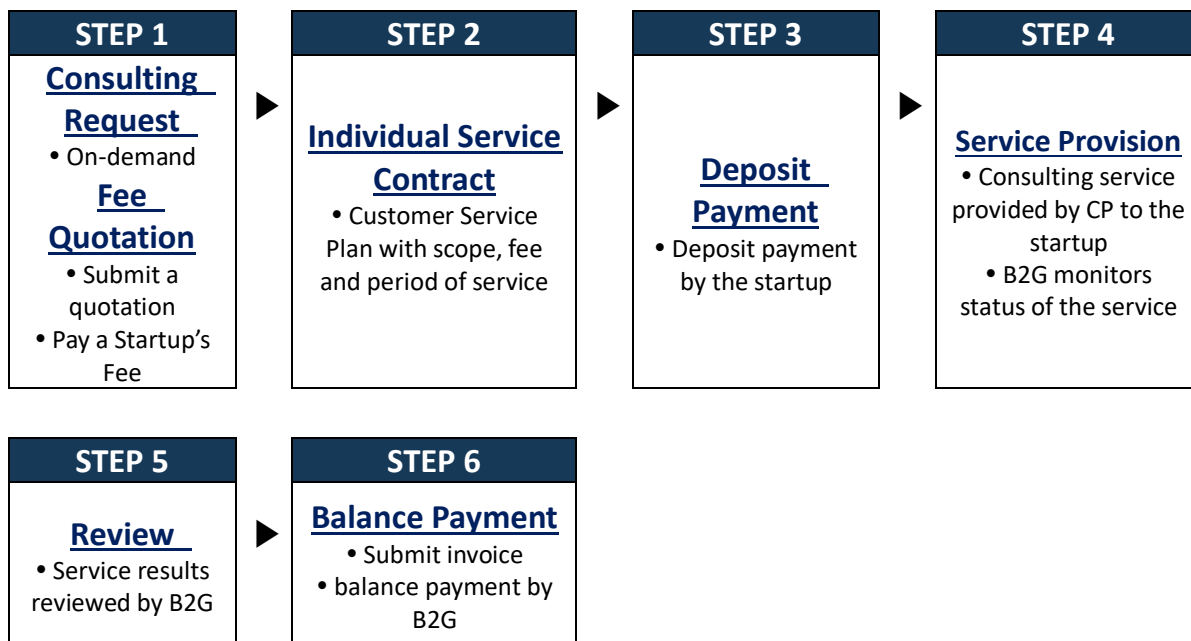 STEP 1
Consulting
Request
• On-demand
Fee
Quotation
• Submit a
quotation
• Pay a Startup's
Fee
STEP 2
Individual Service
Contract
• Customer Service
Plan with scope, fee
and period of service
STEP 3
Deposit
Payment
• Deposit payment
by the startup
STEP 4
Service Provision
• Consulting service
provided by CP to the
startup
• B2G monitors
status of the service
STEP 5
Review
• Service results
reviewed by B2G
STEP 6
Balance Payment
• Submit invoice
• balance payment by
B2G